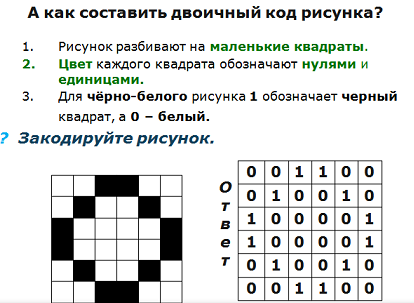 А как составить двоичный код рисунка?
1. Рисунок разбивают на маленькие квадраты.
2. Цвет каждого квадрата обозначают нулями и
единицами.
3. Для чёрно-белого рисунка 1 обозначает черный
квадрат, а 0 – белый.
? Закодируйте рисунок.
Ответ
0 0 1 1 0 0
0 1 0 0 1 0
1 0 0 0 0 1
1 0 0 0 0 1
0 1 0 0 1 0
0 0 1 1 0 0